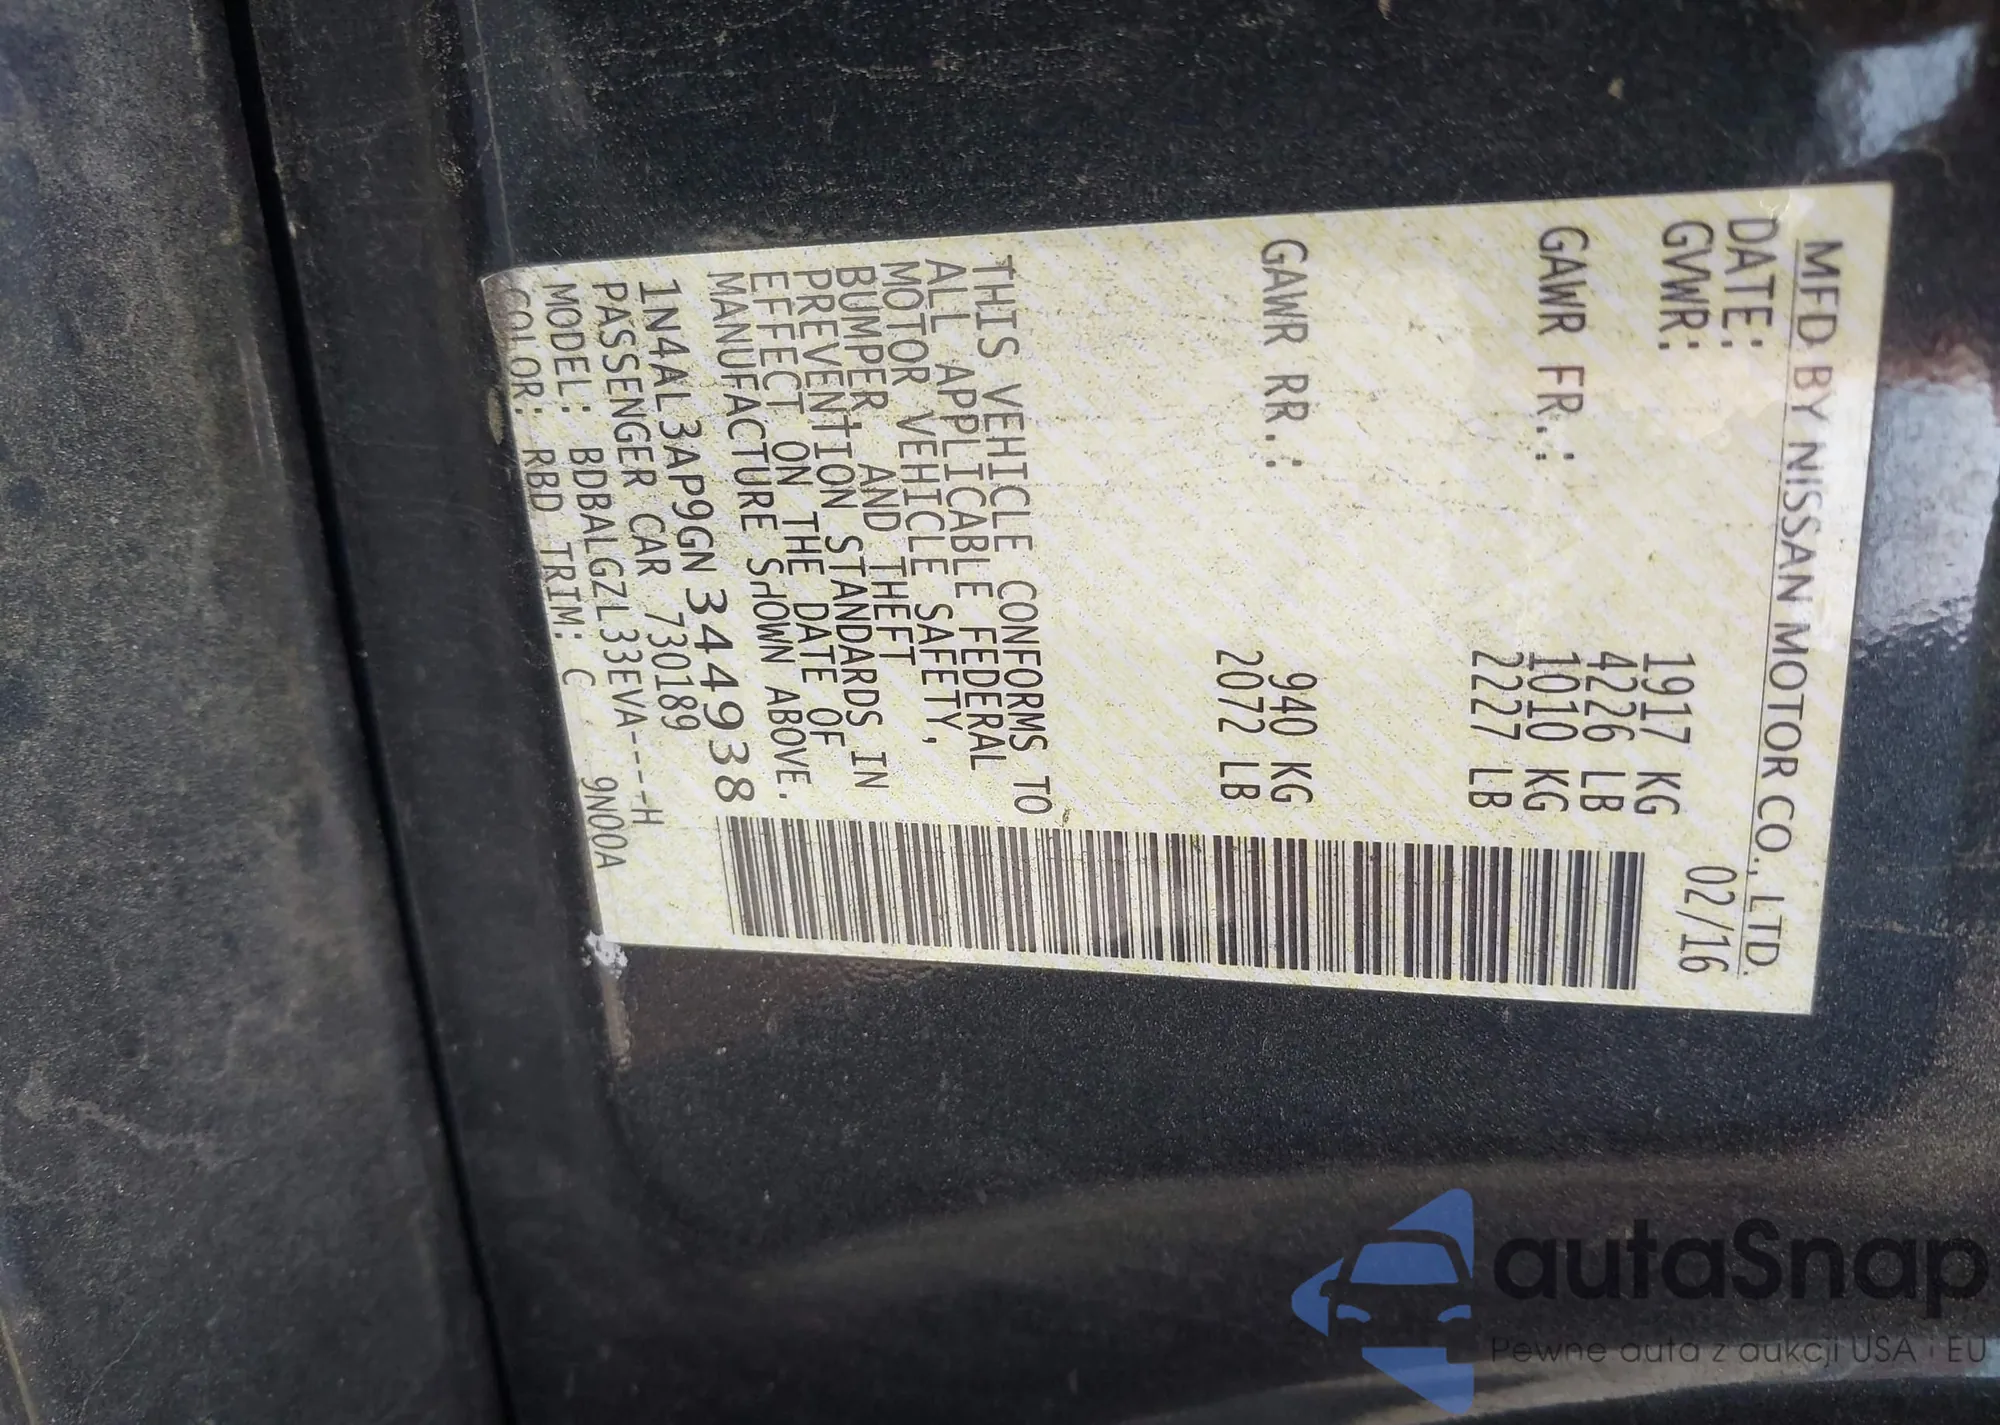 MFD BY NISSAN MOTOR CO., LTD.
DATE: 02/16
GVWR: 1917 KG
4226 LB
GAWR FR.: 1010 KG
2227 LB
GAWR RR.: 940 KG
2072 LB
THIS VEHICLE CONFORMS TO
ALL APPLICABLE FEDERAL
MOTOR VEHICLE SAFETY,
BUMPER AND THEFT
PREVENTION STANDARDS IN
EFFECT ON THE DATE OF
MANUFACTURE SHOWN ABOVE.
1N4AL3AP9GN344938
PASSENGER CAR 730189
MODEL: BDBALGZL33EVA----H
COLOR: RBD TRIM: C 9N00A
autaSnap
Pewne auta z aukcji USA i EU